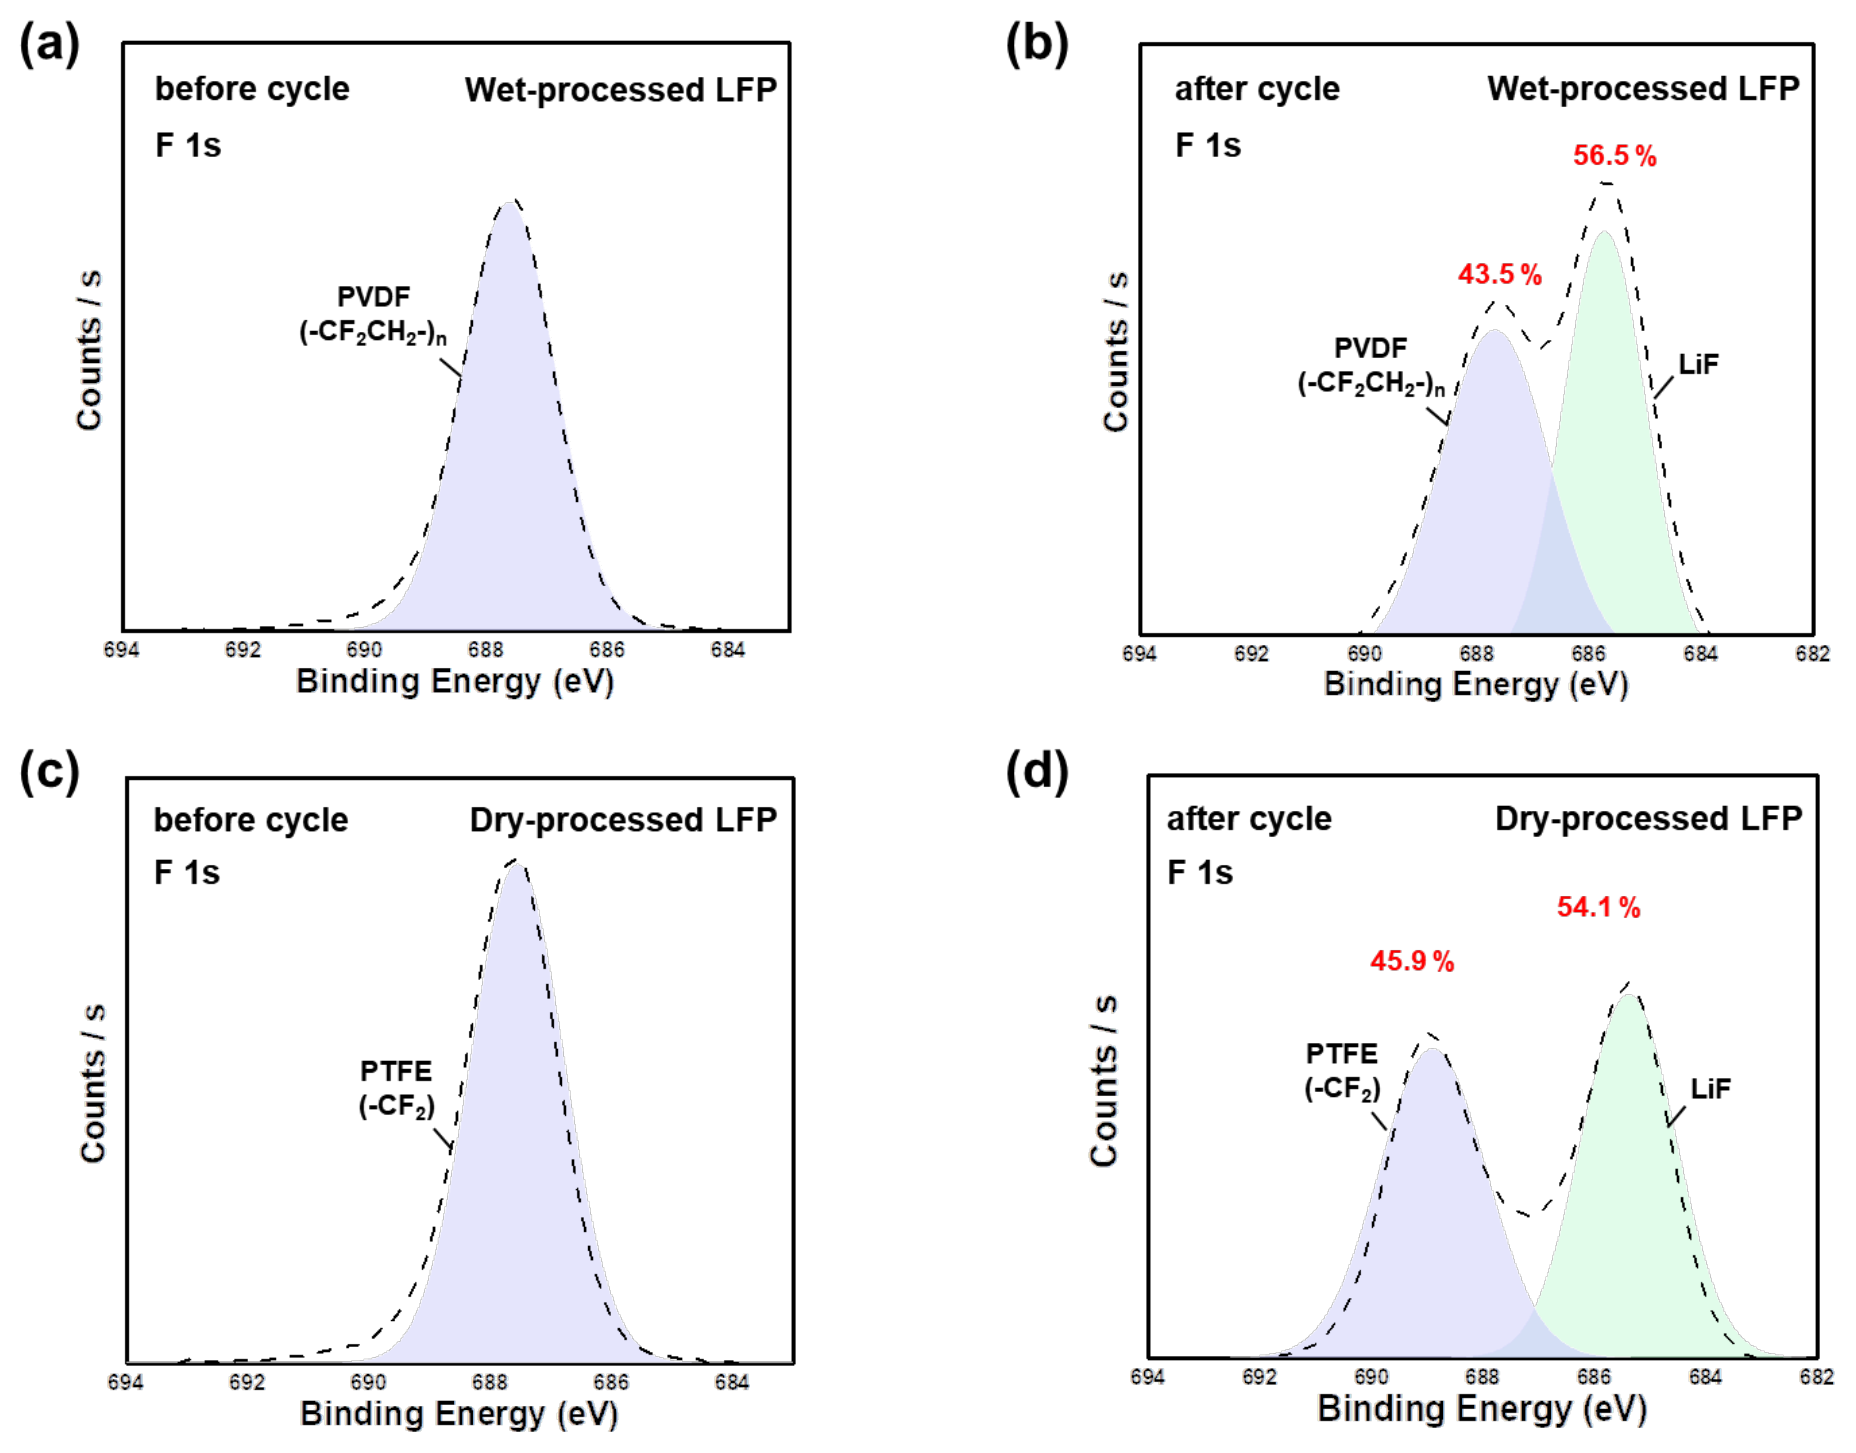 (a)
before cycle
Wet-processed LFP
F 1s
PVDF
(-CF₂CH₂-)ₙ
Counts / s
694 692 690 688 686 684
Binding Energy (eV)
(b)
after cycle
Wet-processed LFP
F 1s
56.5 %
43.5 %
PVDF
(-CF₂CH₂-)ₙ
LiF
Counts / s
694 692 690 688 686 684 682
Binding Energy (eV)
(c)
before cycle
Dry-processed LFP
F 1s
PTFE
(-CF₂)
Counts / s
694 692 690 688 686 684
Binding Energy (eV)
(d)
after cycle
Dry-processed LFP
F 1s
54.1 %
45.9 %
PTFE
(-CF₂)
LiF
Counts / s
694 692 690 688 686 684 682
Binding Energy (eV)